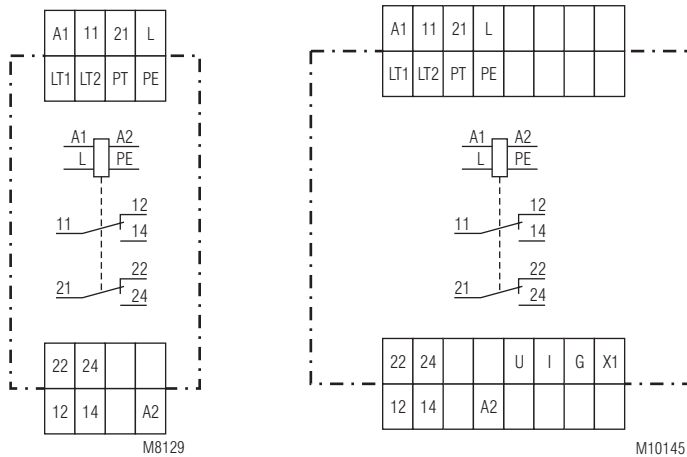 A1 11 21 L
LT1 LT2 PT PE
A1 A2
L PE
12
11 14
22
21 24
22 24
12 14 A2
M8129
A1 11 21 L
LT1 LT2 PT PE
A1 A2
L PE
12
11 14
22
21 24
22 24 U I G X1
12 14 A2
M10145